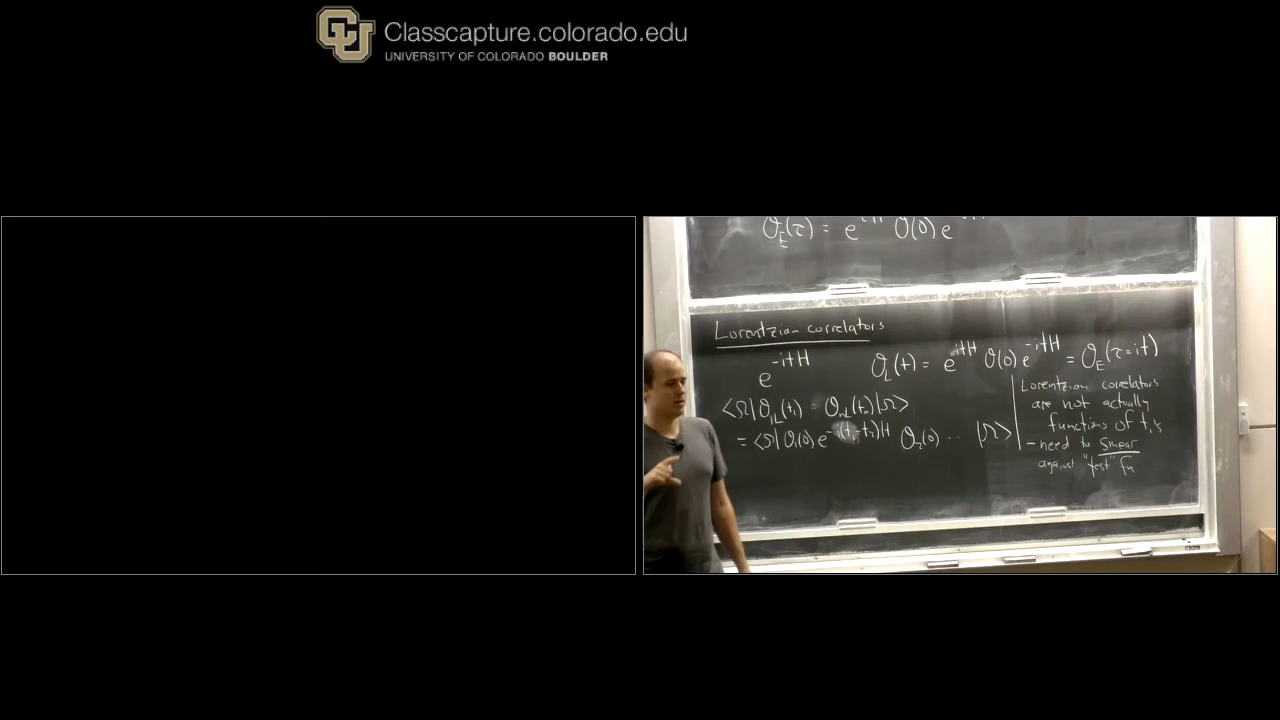 Classcapture.colorado.edu
UNIVERSITY OF COLORADO BOULDER
O_E(τ) = e O(0) e
Lorentzian correlators
e^{-itH} O_L(t) = e^{itH} O(0) e^{-itH} = O_E(τ=it)
<Ω|O_{1L}(t_1) ... O_{nL}(t_n)|Ω>
= <Ω|O_1(0) e^{-i(t_1-t_2)H} O_2(0) ... |Ω>
Lorentzian correlators
are not actually
functions of t_i's
- need to smear
against "test" fn